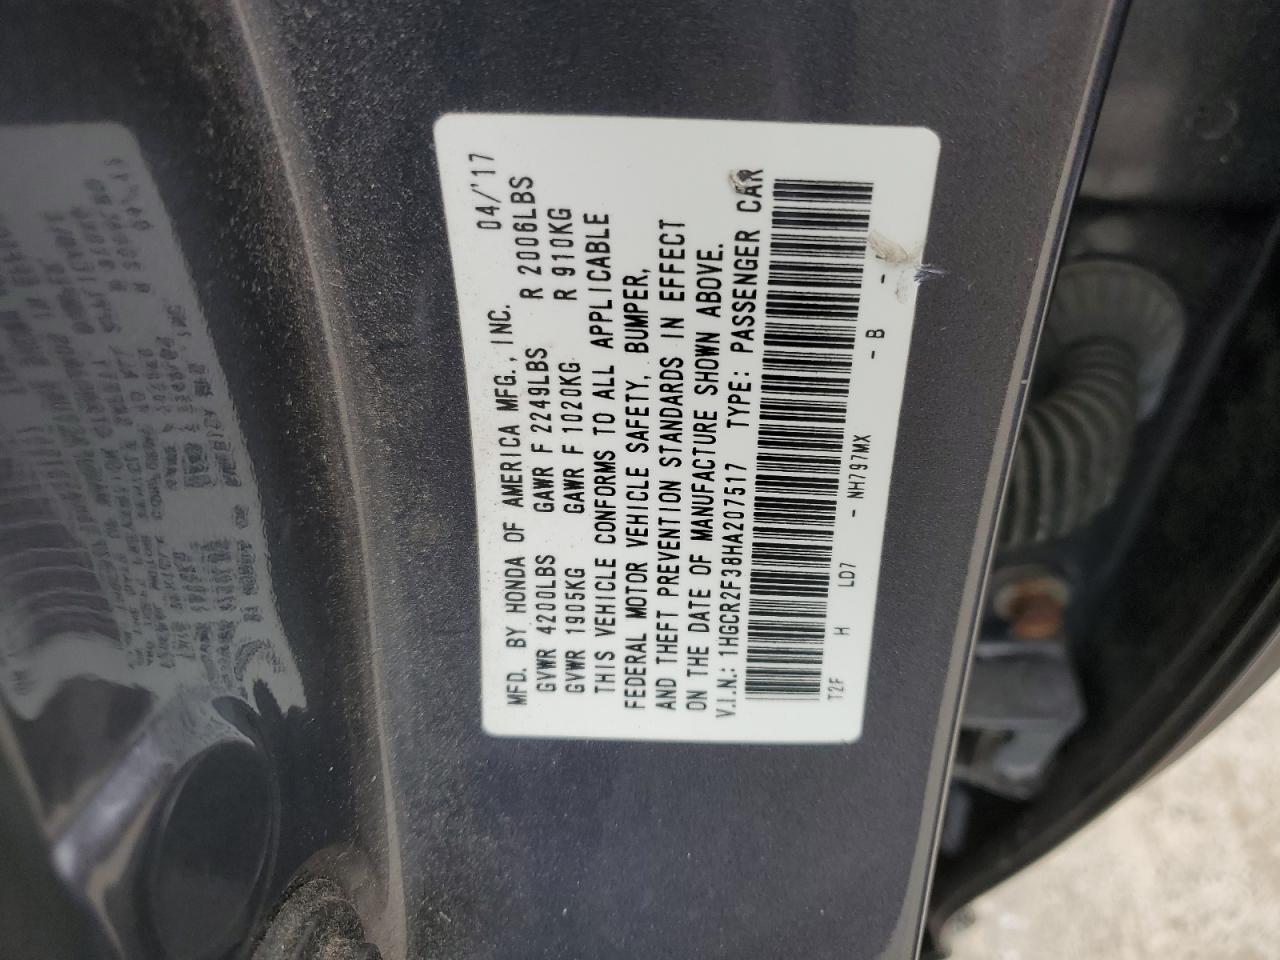 MFD. BY HONDA OF AMERICA MFG., INC. 04/'17
GVWR 4200LBS GAWR F 2249LBS R 2006LBS
GVWR 1905KG GAWR F 1020KG R 910KG
THIS VEHICLE CONFORMS TO ALL APPLICABLE
FEDERAL MOTOR VEHICLE SAFETY, BUMPER,
AND THEFT PREVENTION STANDARDS IN EFFECT
ON THE DATE OF MANUFACTURE SHOWN ABOVE.
V.I.N.: 1HGCR2F38HA207517 TYPE: PASSENGER CAR
T2F H LD7 - NH797MX - B -